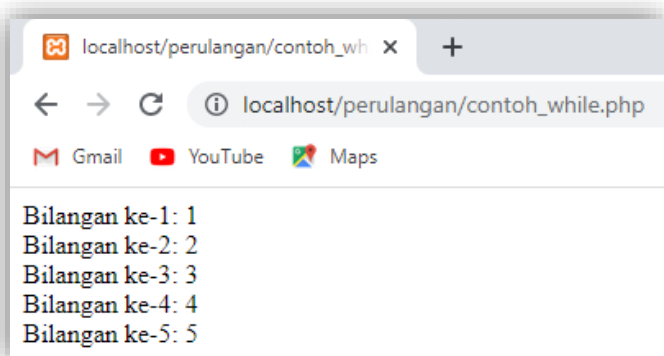 localhost/perulangan/contoh_wh
localhost/perulangan/contoh_while.php
Gmail YouTube Maps
Bilangan ke-1: 1
Bilangan ke-2: 2
Bilangan ke-3: 3
Bilangan ke-4: 4
Bilangan ke-5: 5